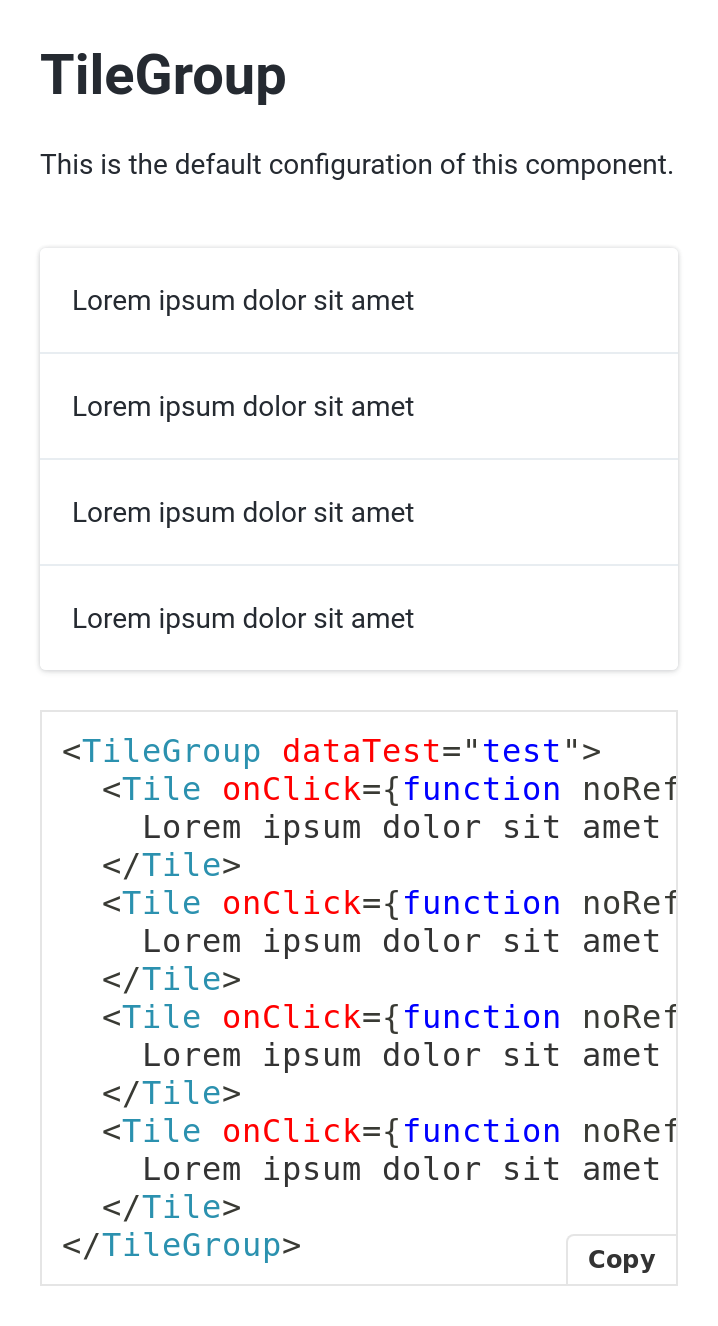 TileGroup
This is the default configuration of this component.
Lorem ipsum dolor sit amet
Lorem ipsum dolor sit amet
Lorem ipsum dolor sit amet
Lorem ipsum dolor sit amet
<TileGroup dataTest="test">
  <Tile onClick={function noRef
    Lorem ipsum dolor sit amet
  </Tile>
  <Tile onClick={function noRef
    Lorem ipsum dolor sit amet
  </Tile>
  <Tile onClick={function noRef
    Lorem ipsum dolor sit amet
  </Tile>
  <Tile onClick={function noRef
    Lorem ipsum dolor sit amet
  </Tile>
</TileGroup>
Copy